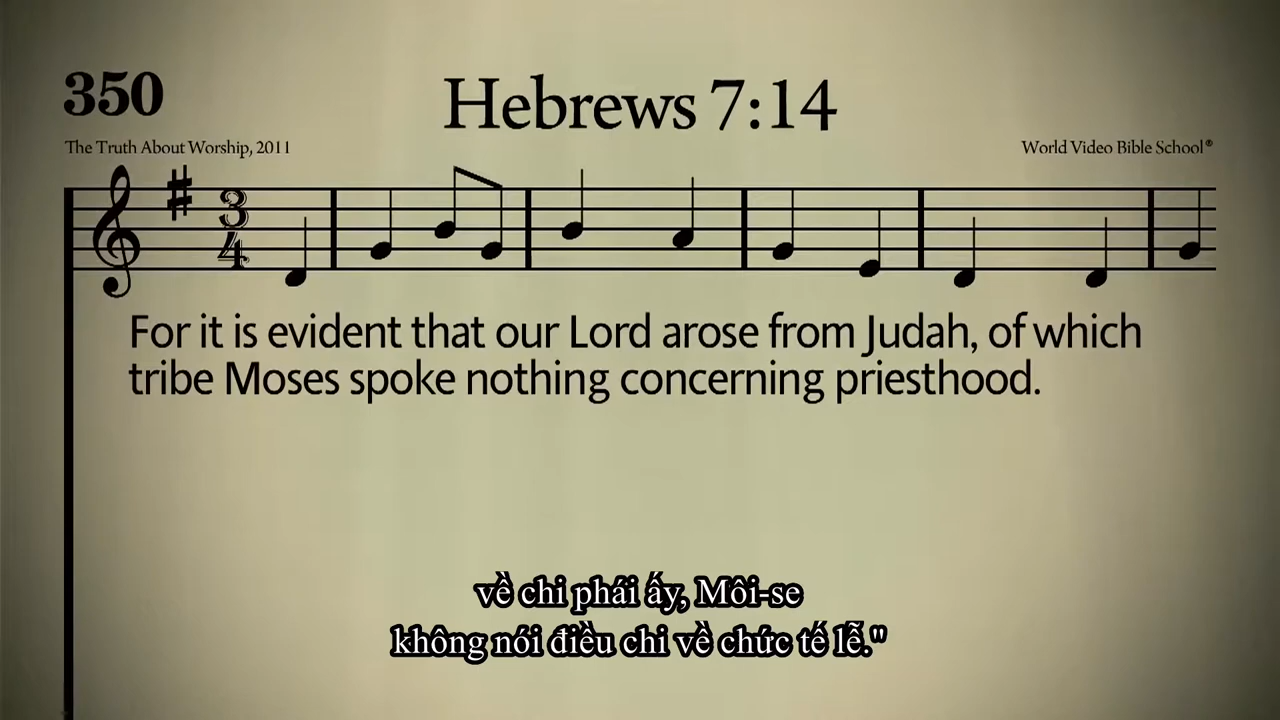 350
Hebrews 7:14
The Truth About Worship, 2011
World Video Bible School®
3
4
For it is evident that our Lord arose from Judah, of which
tribe Moses spoke nothing concerning priesthood.
về chi phái ấy, Môi-se
không nói điều chi về chức tế lễ."